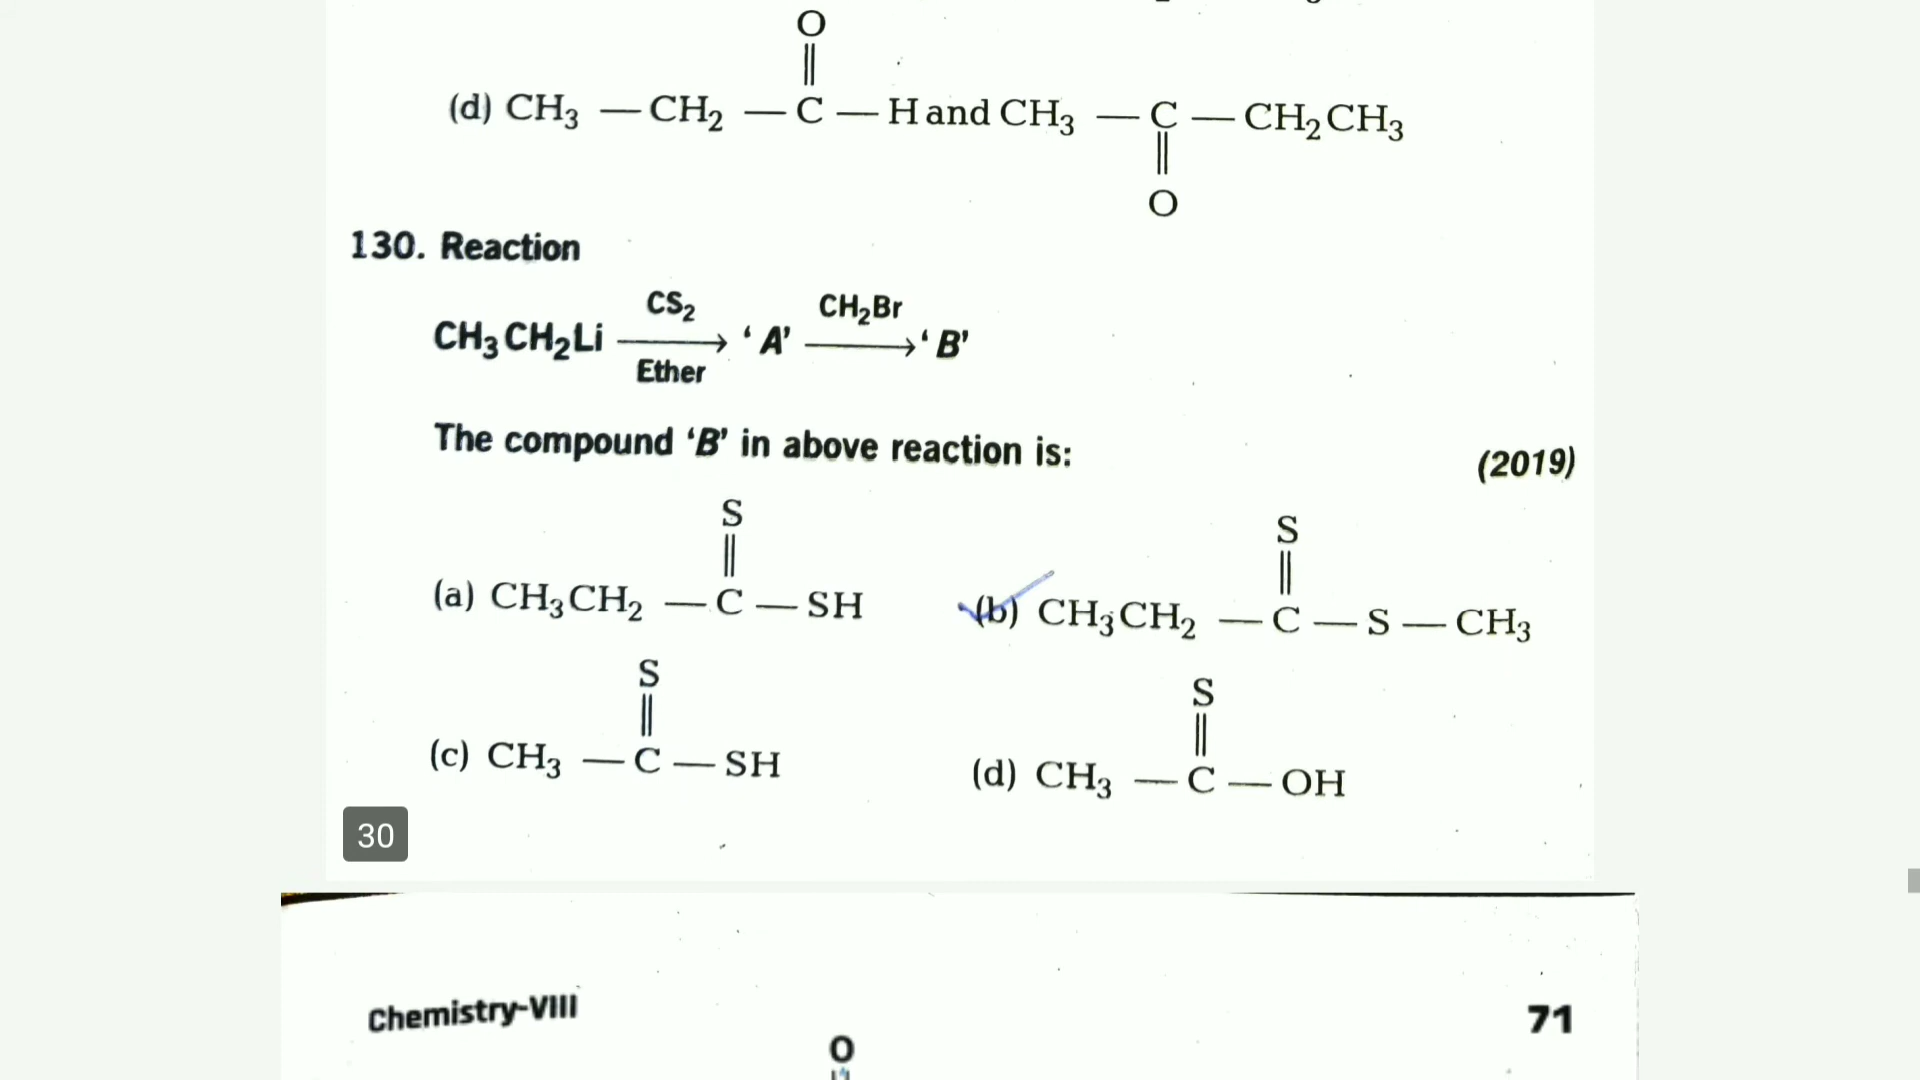 O
||
(d) CH₃ — CH₂ — C — H and CH₃ — C — CH₂CH₃
||
O
130. Reaction
CS₂ CH₂Br
CH₃CH₂Li ⟶ ‘A’ ⟶ ‘B’
Ether
The compound ‘B’ in above reaction is:
(2019)
S S
|| ||
(a) CH₃CH₂ — C — SH (b) CH₃CH₂ — C — S — CH₃
S S
|| ||
(c) CH₃ — C — SH (d) CH₃ — C — OH
30
Chemistry-VIII 71
O